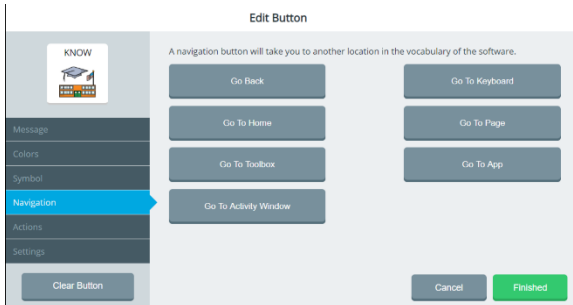 Edit Button
KNOW
Message
Colors
Symbol
Navigation
Actions
Settings
Clear Button
A navigation button will take you to another location in the vocabulary of the software.
Go Back
Go To Keyboard
Go To Home
Go To Page
Go To Toolbox
Go To App
Go To Activity Window
Cancel
Finished